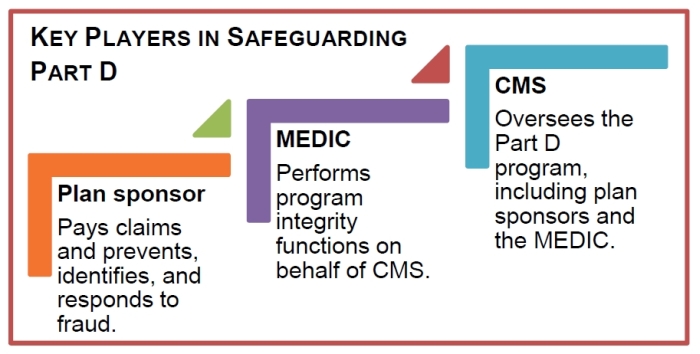 KEY PLAYERS IN SAFEGUARDING
PART D
Plan sponsor
Pays claims
and prevents,
identifies, and
responds to
fraud.
MEDIC
Performs
program
integrity
functions on
behalf of CMS.
CMS
Oversees the
Part D
program,
including plan
sponsors and
the MEDIC.